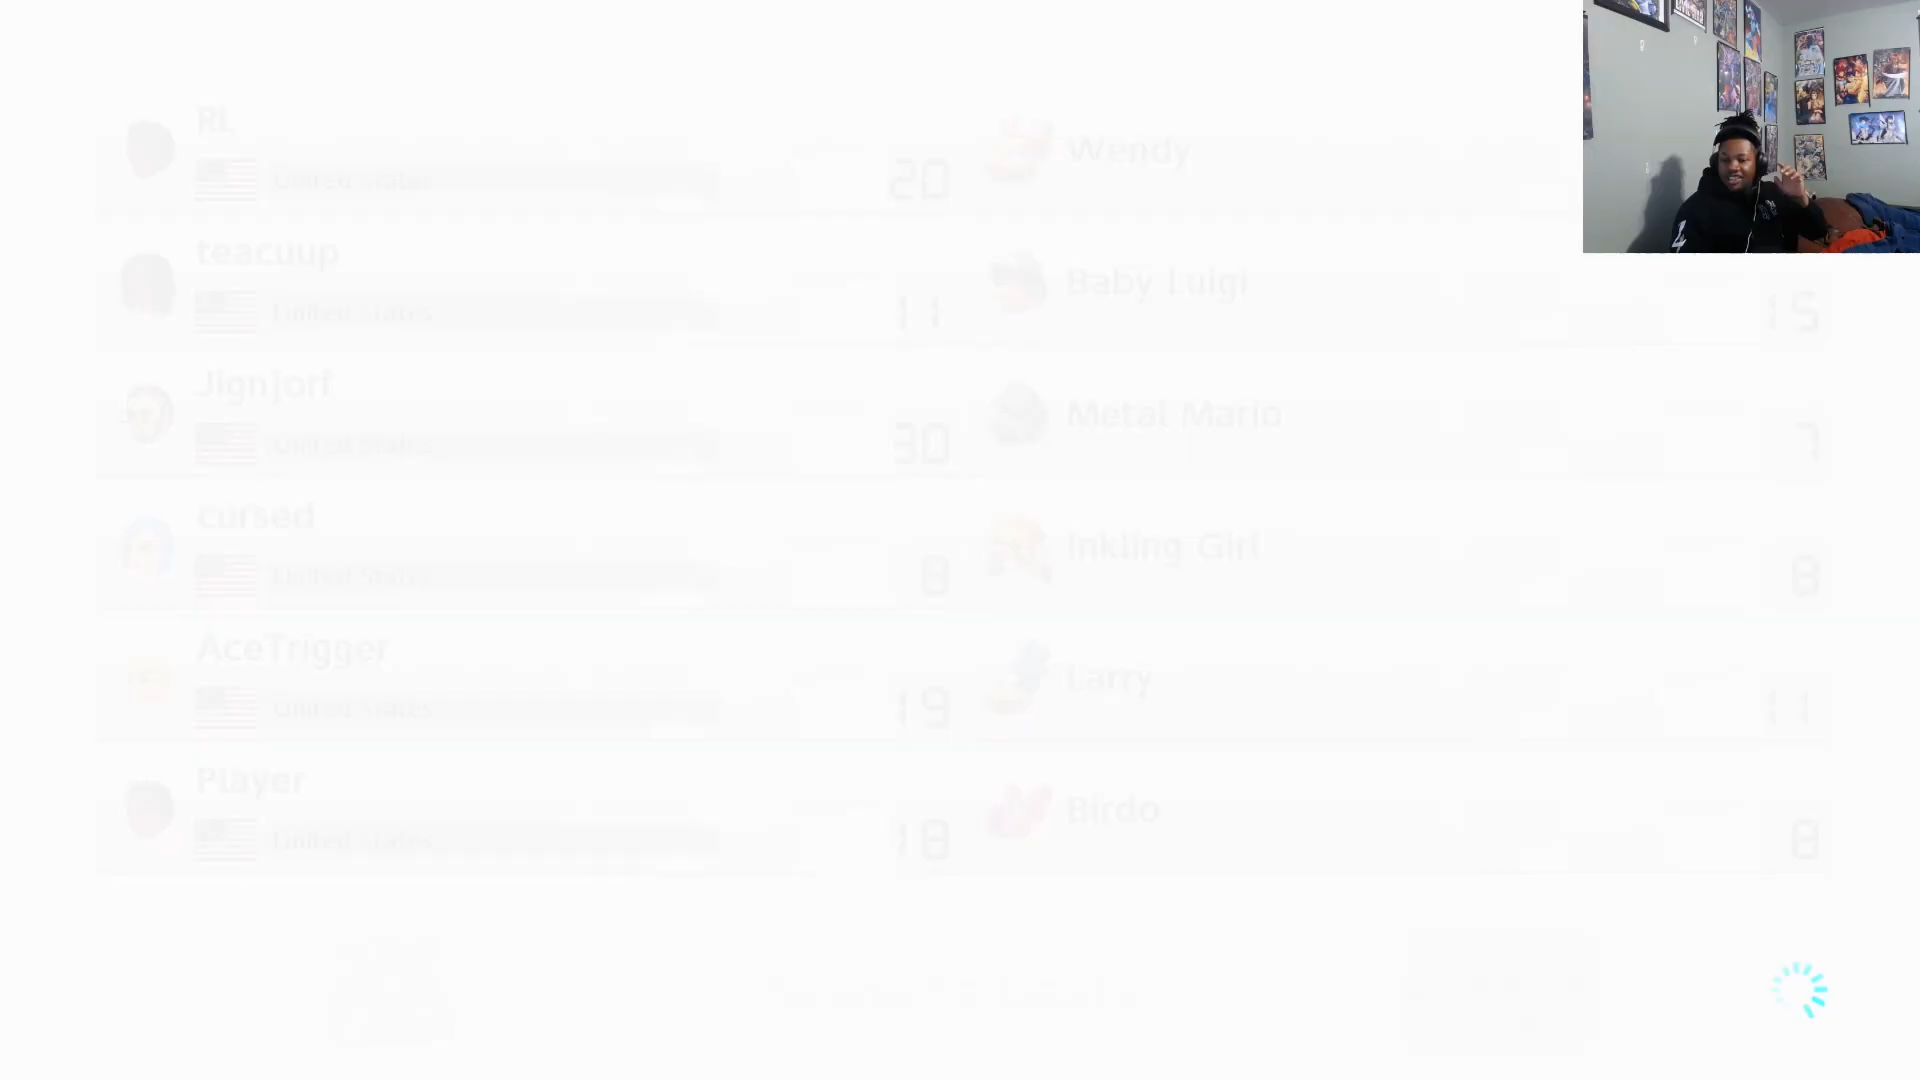 RL
United States
20
Wendy
teacuup
United States
11
Baby Luigi
15
Jignjorf
United States
30
Metal Mario
7
cursed
United States
8
Inkling Girl
8
AceTrigger
United States
19
Larry
11
Player
United States
18
Birdo
8